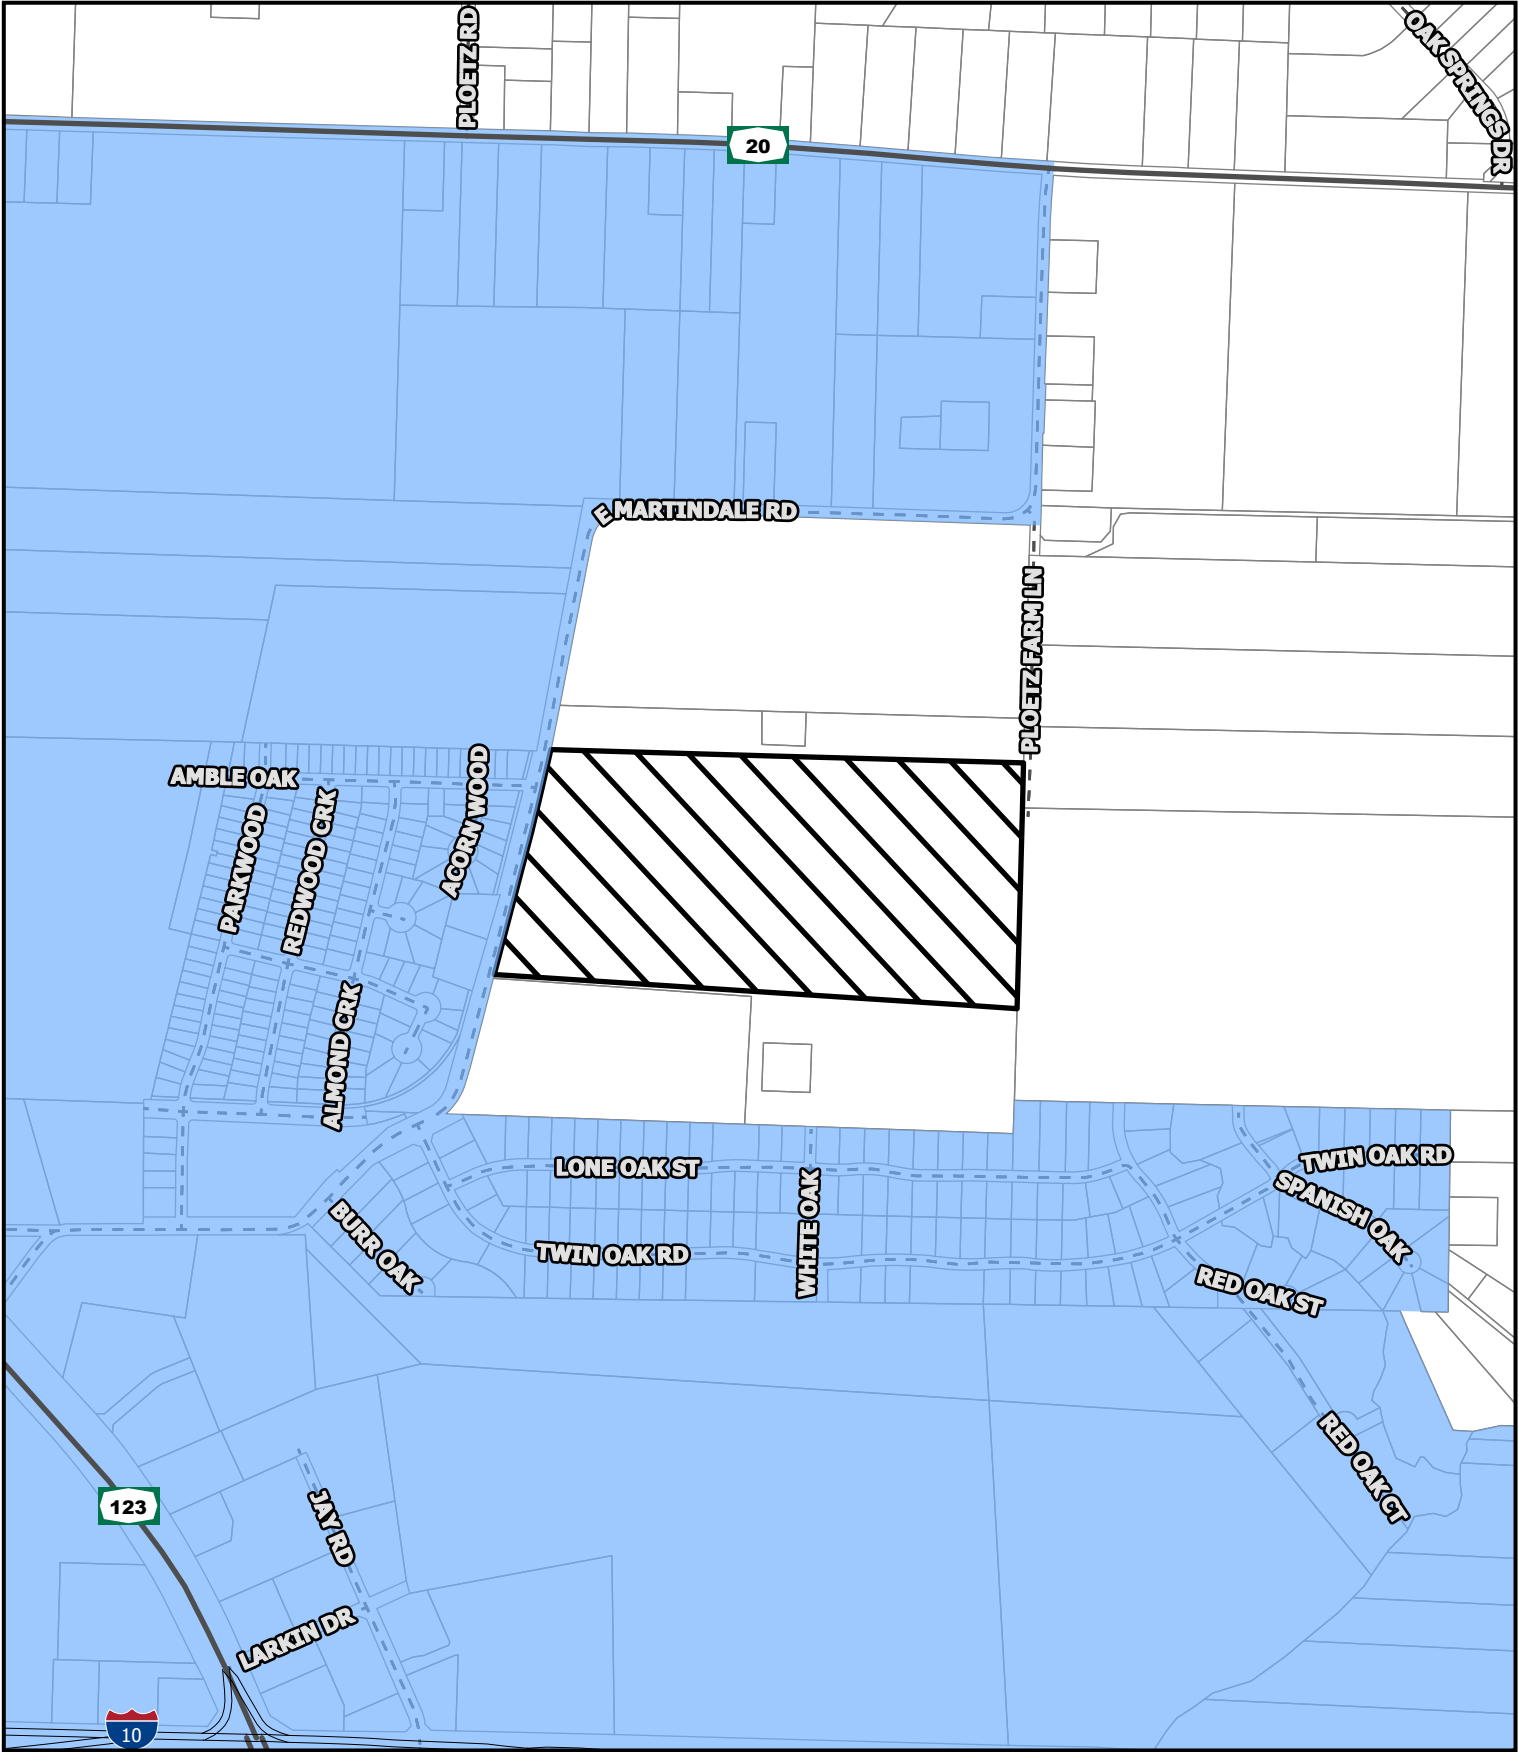 PLOETZ RD
OAK SPRINGS DR
20
E MARTINDALE RD
PLOETZ FARM LN
AMBLE OAK
ACORN WOOD
PARKWOOD
REDWOOD CRK
ALMOND CRK
LONE OAK ST
TWIN OAK RD
WHITE OAK
SPANISH OAK
BURR OAK
TWIN OAK RD
RED OAK ST
RED OAK CT
123
JAY RD
LARKIN DR
10